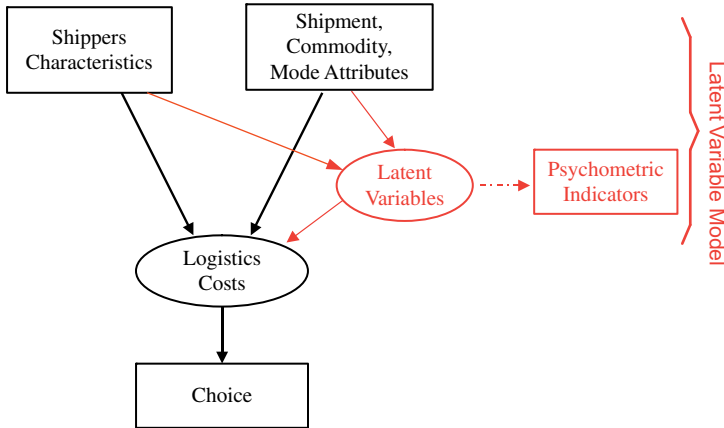 Shippers
Characteristics
Shipment,
Commodity,
Mode Attributes
Latent
Variables
Psychometric
Indicators
Latent Variable Model
Logistics
Costs
Choice